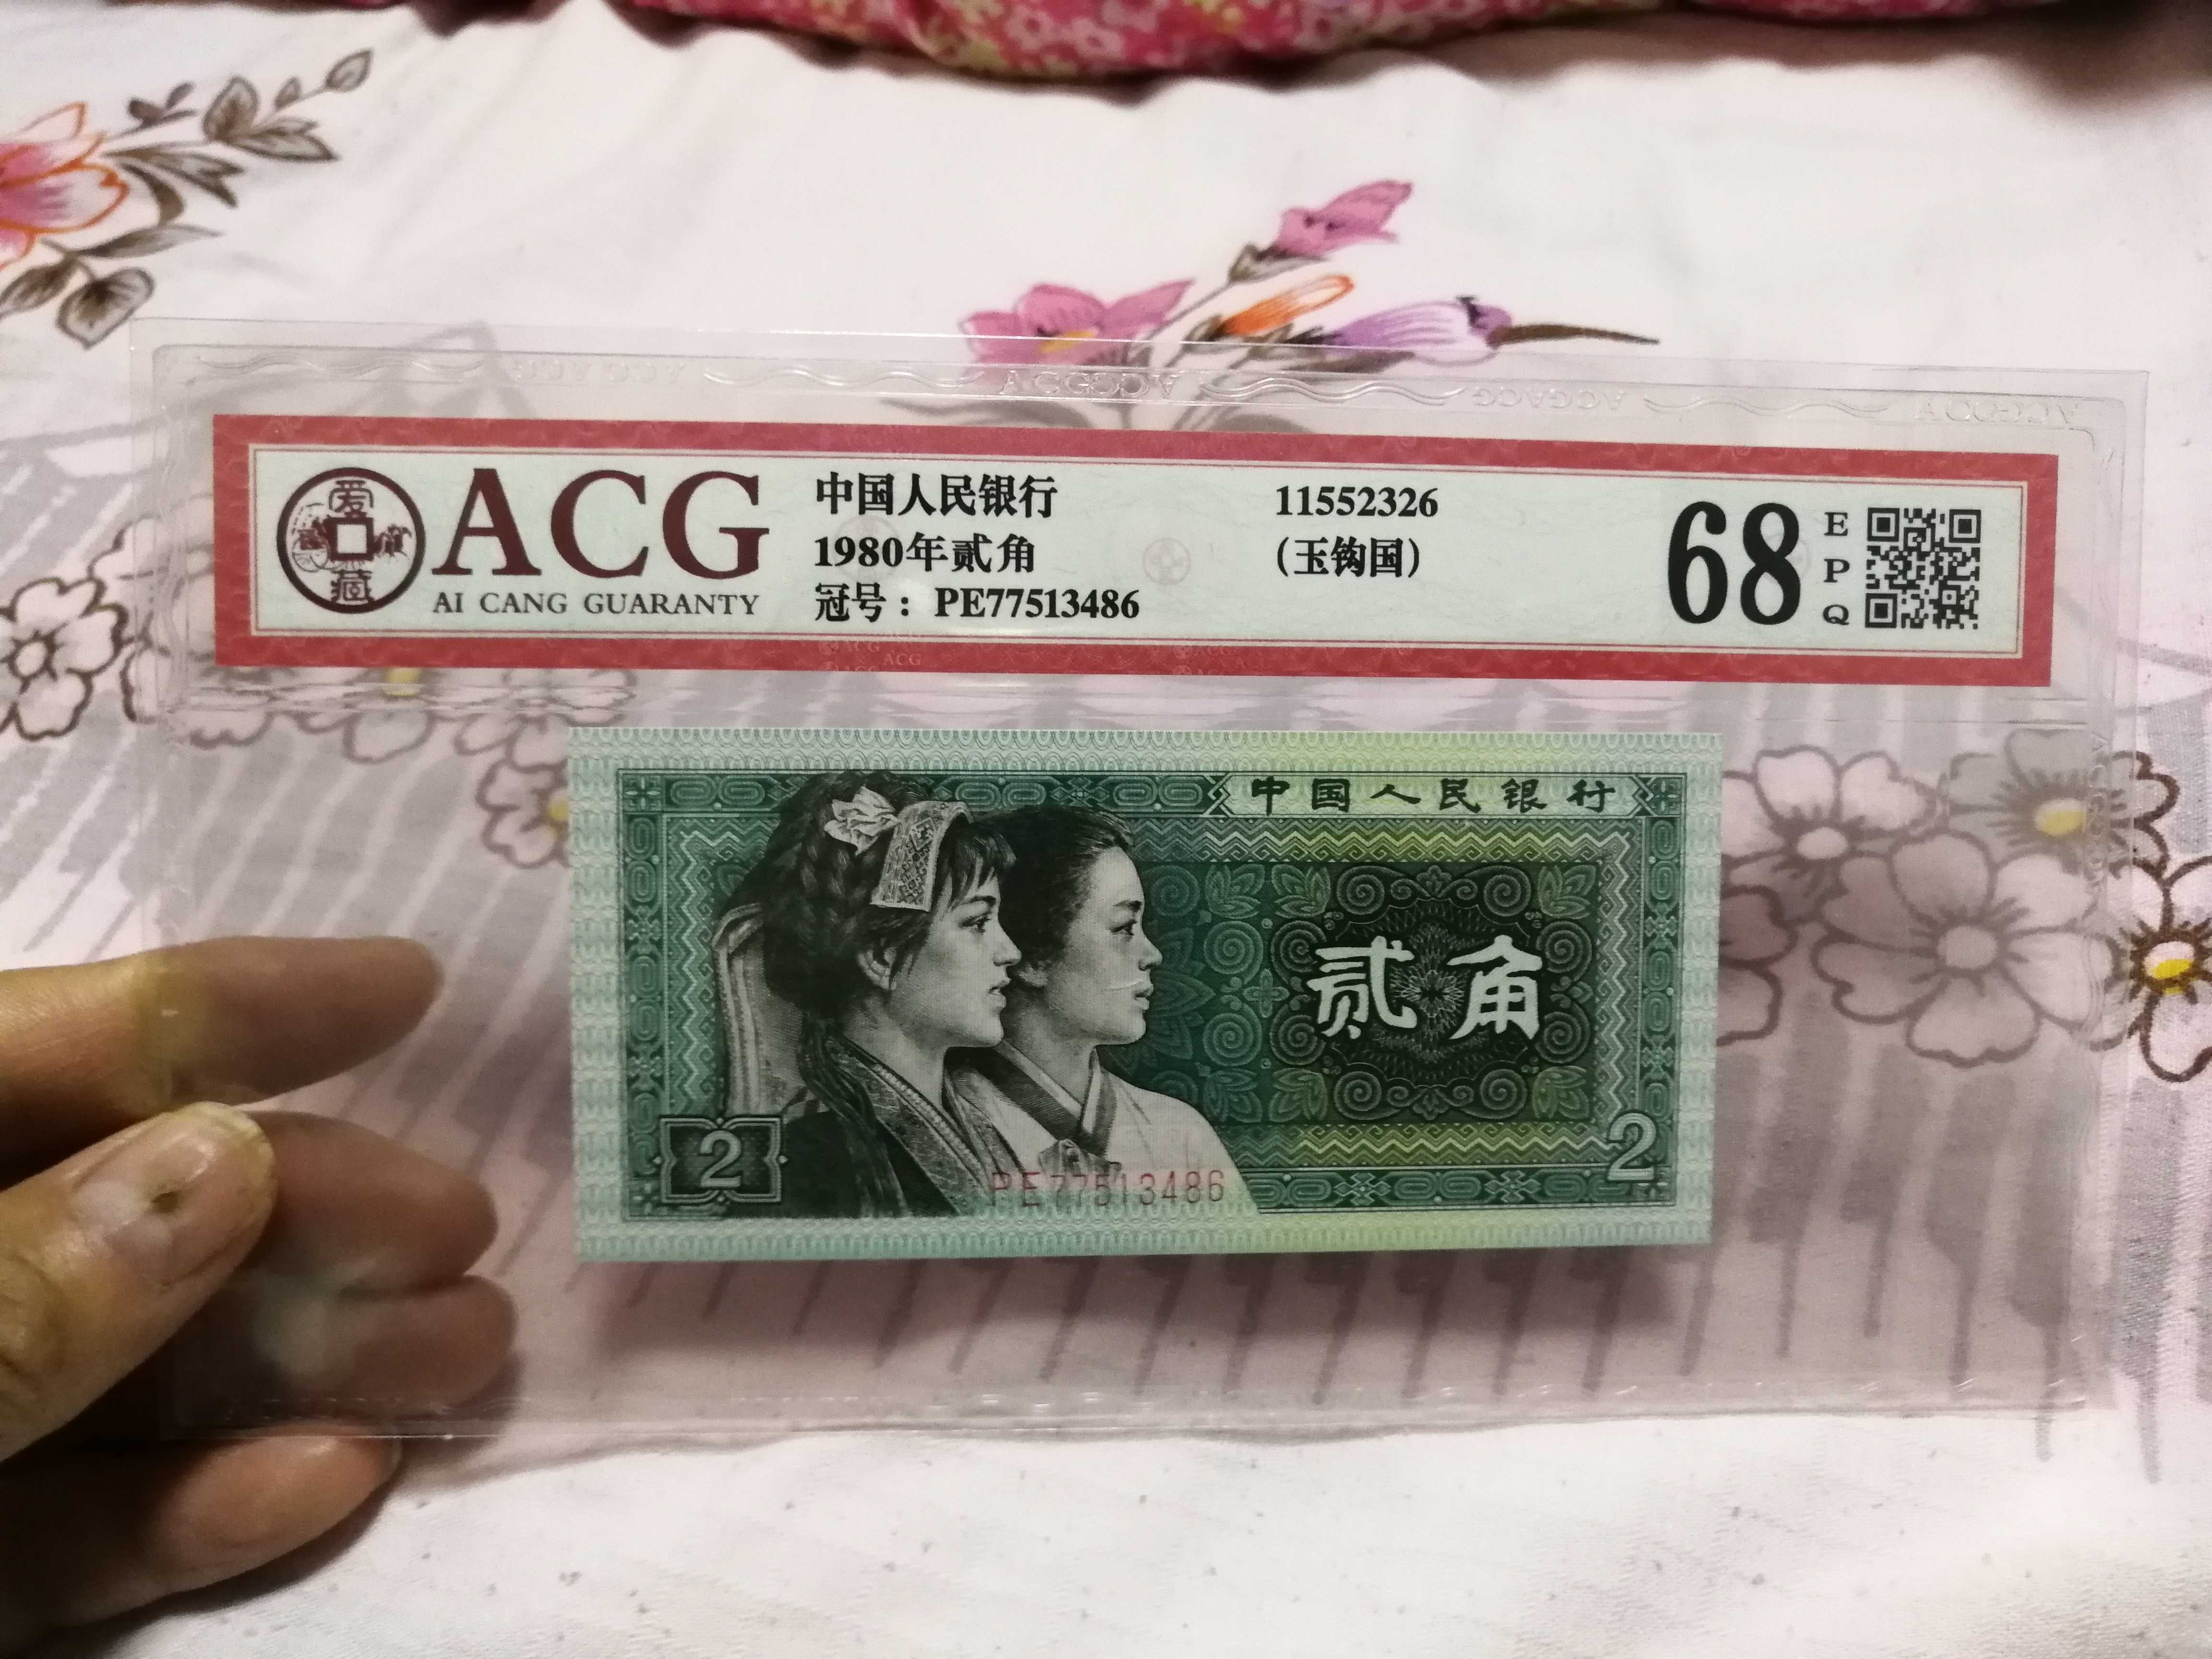 爱藏
ACG
AI CANG GUARANTY
中国人民银行
1980年贰角
冠号：PE77513486
11552326
(玉钩国)
68
EPQ
中国人民银行
贰角
2
2
PE77513486